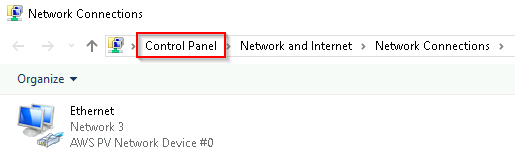 Network Connections
Control Panel > Network and Internet > Network Connections >
Organize
Ethernet
Network 3
AWS PV Network Device #0